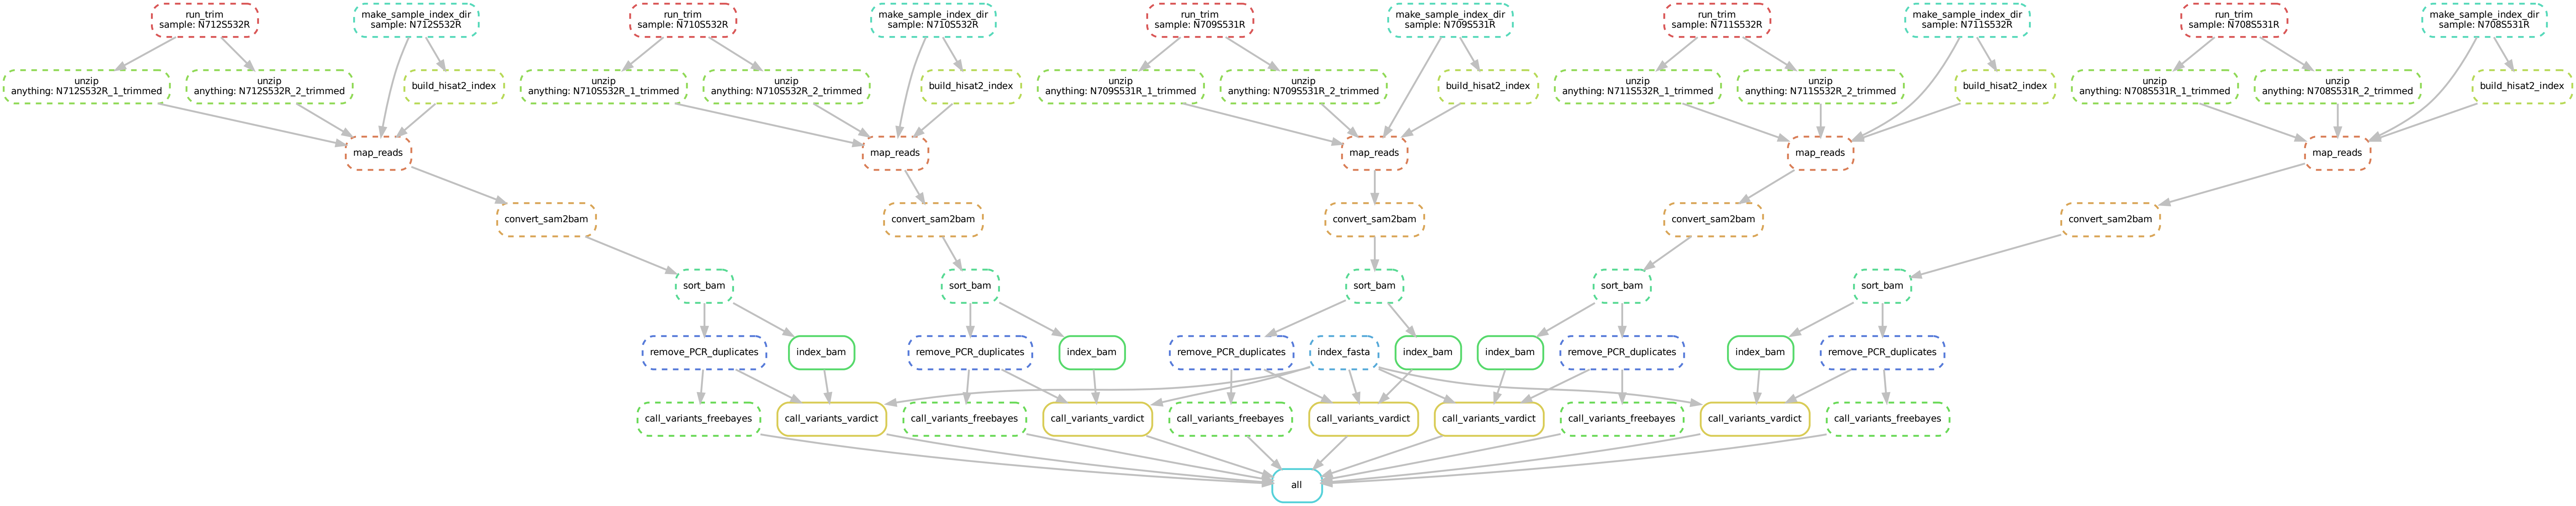 run_trim
sample: N712S532R
make_sample_index_dir
sample: N712S532R
run_trim
sample: N710S532R
make_sample_index_dir
sample: N710S532R
run_trim
sample: N709S531R
make_sample_index_dir
sample: N709S531R
run_trim
sample: N711S532R
make_sample_index_dir
sample: N711S532R
run_trim
sample: N708S531R
make_sample_index_dir
sample: N708S531R
unzip
anything: N712S532R_1_trimmed
unzip
anything: N712S532R_2_trimmed
build_hisat2_index
unzip
anything: N710S532R_1_trimmed
unzip
anything: N710S532R_2_trimmed
build_hisat2_index
unzip
anything: N709S531R_1_trimmed
unzip
anything: N709S531R_2_trimmed
build_hisat2_index
unzip
anything: N711S532R_1_trimmed
unzip
anything: N711S532R_2_trimmed
build_hisat2_index
unzip
anything: N708S531R_1_trimmed
unzip
anything: N708S531R_2_trimmed
build_hisat2_index
map_reads
map_reads
map_reads
map_reads
map_reads
convert_sam2bam
convert_sam2bam
convert_sam2bam
convert_sam2bam
convert_sam2bam
sort_bam
sort_bam
sort_bam
sort_bam
sort_bam
remove_PCR_duplicates
index_bam
remove_PCR_duplicates
index_bam
remove_PCR_duplicates
index_fasta
index_bam
index_bam
remove_PCR_duplicates
index_bam
remove_PCR_duplicates
call_variants_freebayes
call_variants_vardict
call_variants_freebayes
call_variants_vardict
call_variants_freebayes
call_variants_vardict
call_variants_vardict
call_variants_freebayes
call_variants_vardict
call_variants_freebayes
all